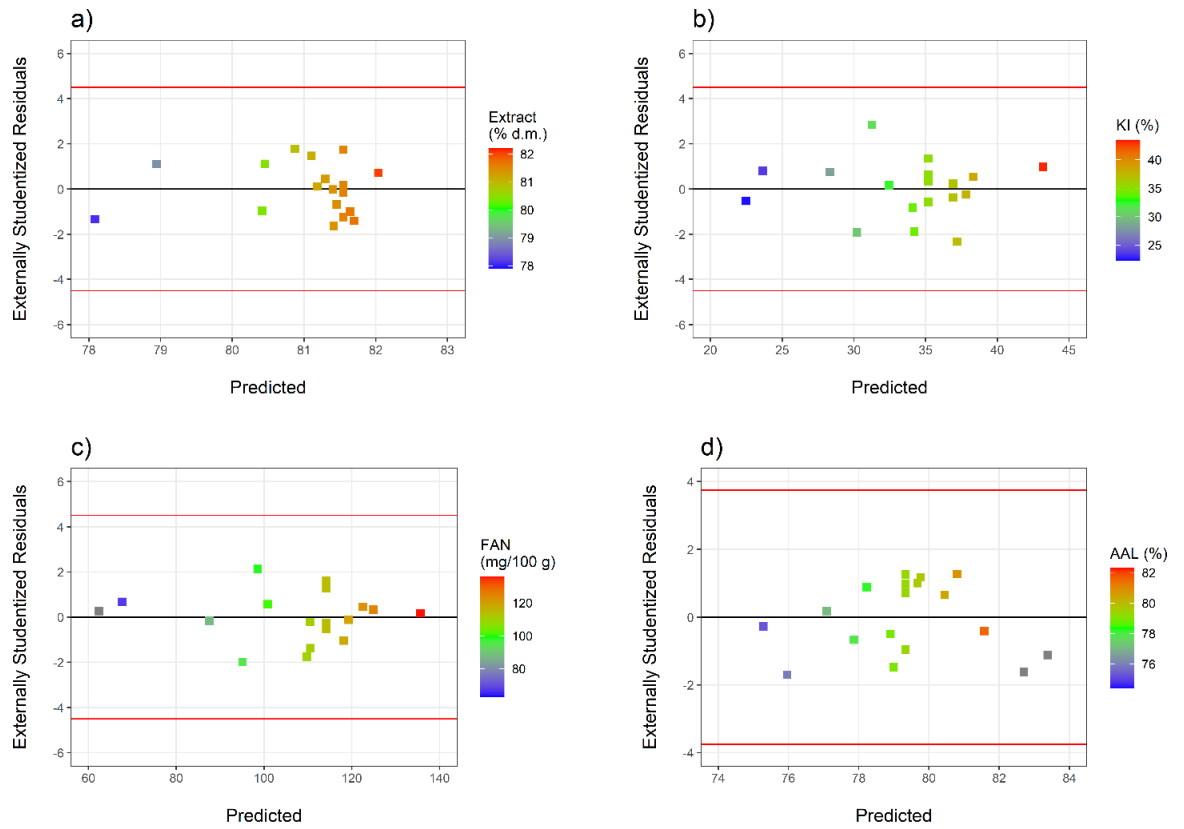 a)
Externally Studentized Residuals
6
4
2
0
-2
-4
-6
78 79 80 81 82 83
Predicted
Extract
(% d.m.)
82
81
80
79
78
b)
Externally Studentized Residuals
6
4
2
0
-2
-4
-6
20 25 30 35 40 45
Predicted
KI (%)
40
35
30
25
c)
Externally Studentized Residuals
6
4
2
0
-2
-4
-6
60 80 100 120 140
Predicted
FAN
(mg/100 g)
120
100
80
d)
Externally Studentized Residuals
4
2
0
-2
-4
74 76 78 80 82 84
Predicted
AAL (%)
82
80
78
76